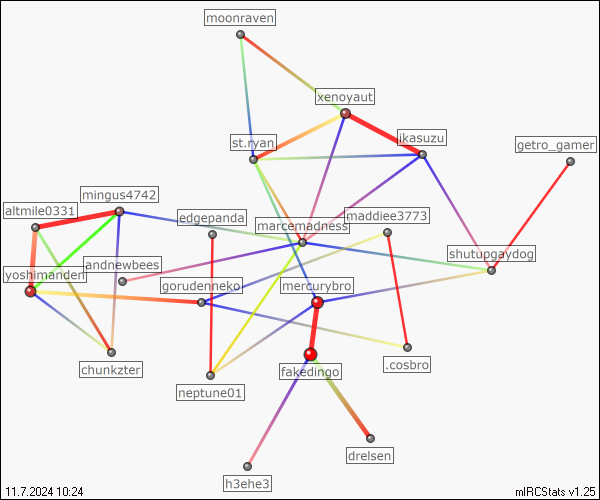 moonraven
xenoyaut
st.ryan
ikasuzu
getro_gamer
mingus4742
altmile0331
edgepanda
maddiee3773
marcemadness
shutupgaydog
andnewbees
yoshimanden
gorudenneko
mercurybro
chunkzter
fakedingo
.cosbro
neptune01
drelsen
h3ehe3
11.7.2024 10:24
mIRCStats v1.25